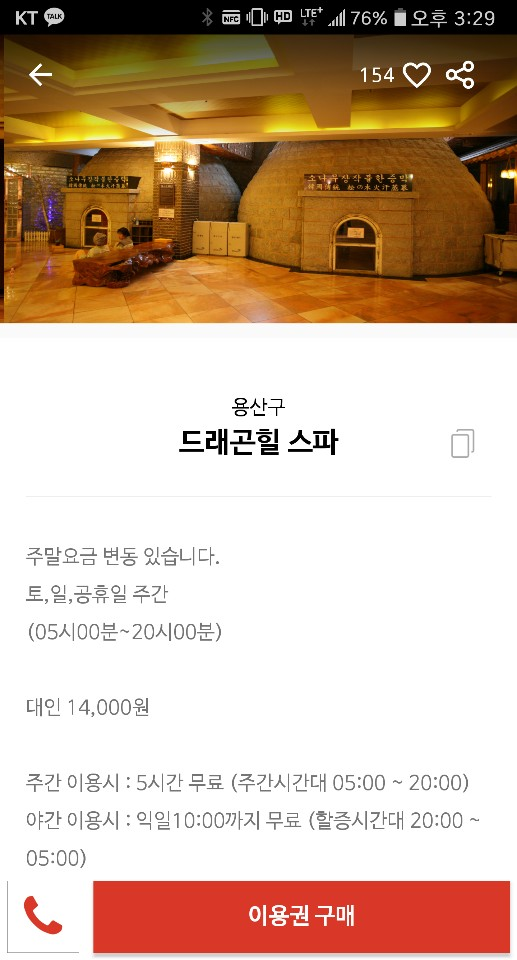 KT TALK NFC HD LTE+ 76% 오후 3:29
154
용산구
드래곤힐 스파
주말요금 변동 있습니다.
토,일,공휴일 주간
(05시00분~20시00분)
대인 14,000원
주간 이용시 : 5시간 무료 (주간시간대 05:00 ~ 20:00)
야간 이용시 : 익일10:00까지 무료 (할증시간대 20:00 ~
05:00)
이용권 구매